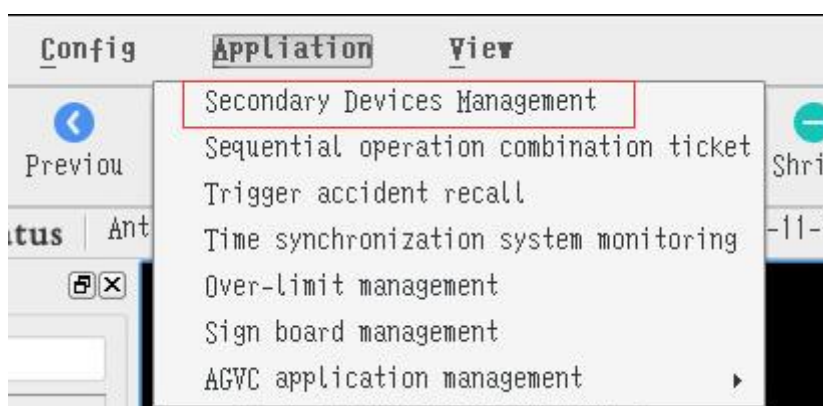 Config Appliation View
Secondary Devices Management
Previou
Sequential operation combination ticket
Shri
Trigger accident recall
tus Ant
Time synchronization system monitoring
-11-
Over-limit management
Sign board management
AGVC application management